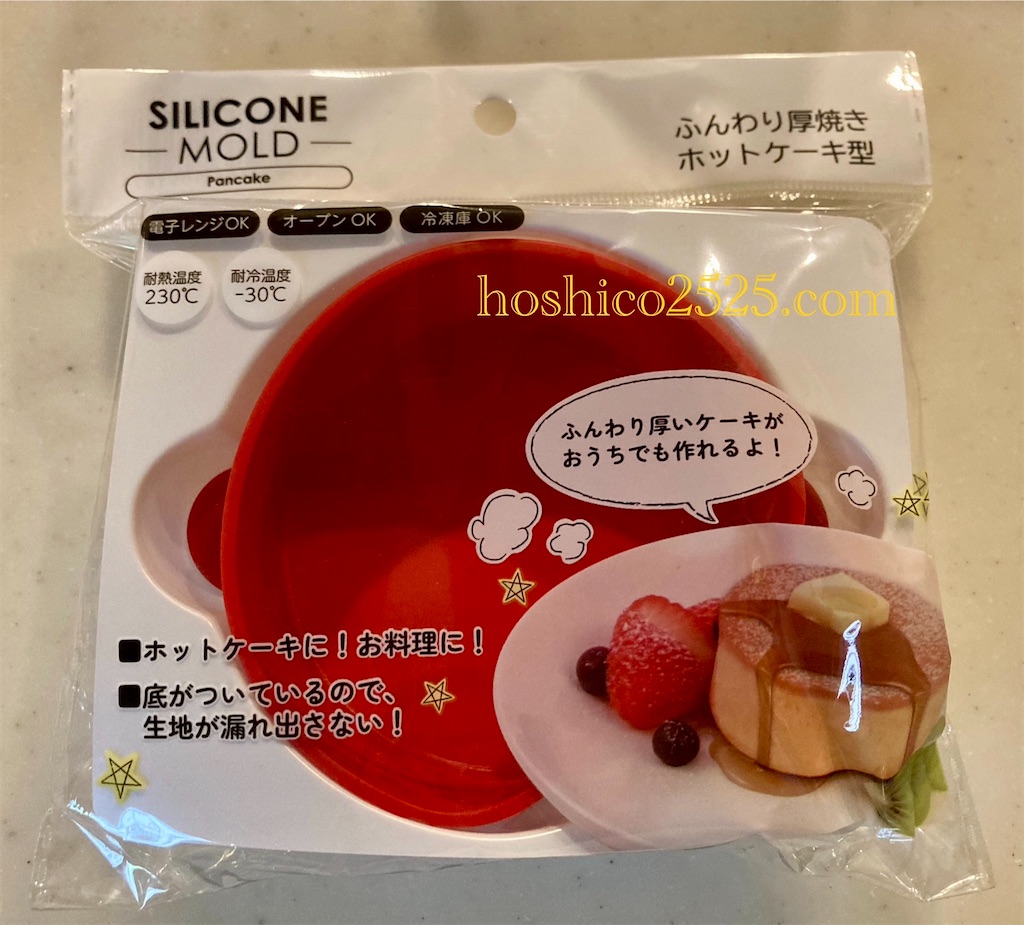 SILICONE
MOLD
Pancake
ふんわり厚焼き
ホットケーキ型
電子レンジOK
オーブン OK
冷凍庫 OK
耐熱温度
230℃
耐冷温度
-30℃
hoshico2525.com
ふんわり厚いケーキが
おうちでも作れるよ！
■ホットケーキに！お料理に！
■底がついているので、
生地が漏れ出さない！